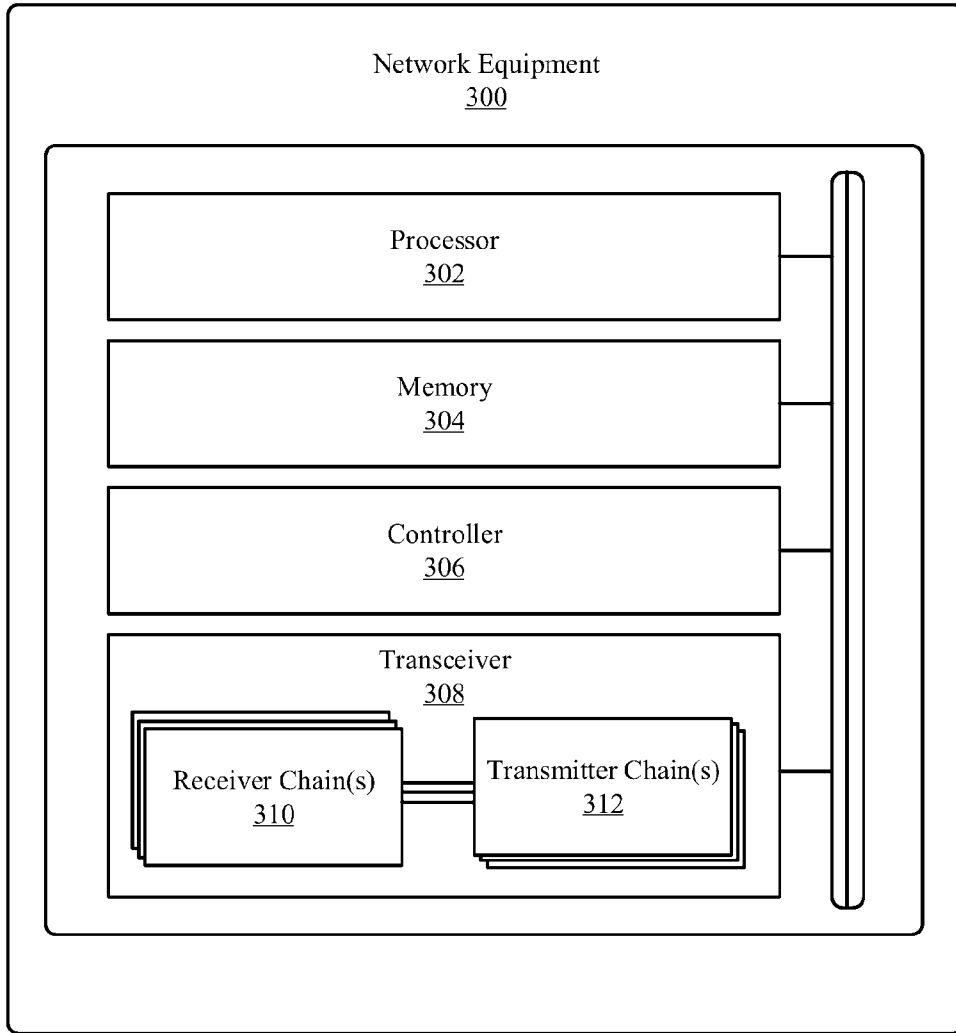 Network Equipment
300
Processor
302
Memory
304
Controller
306
Transceiver
308
Receiver Chain(s)
310
Transmitter Chain(s)
312